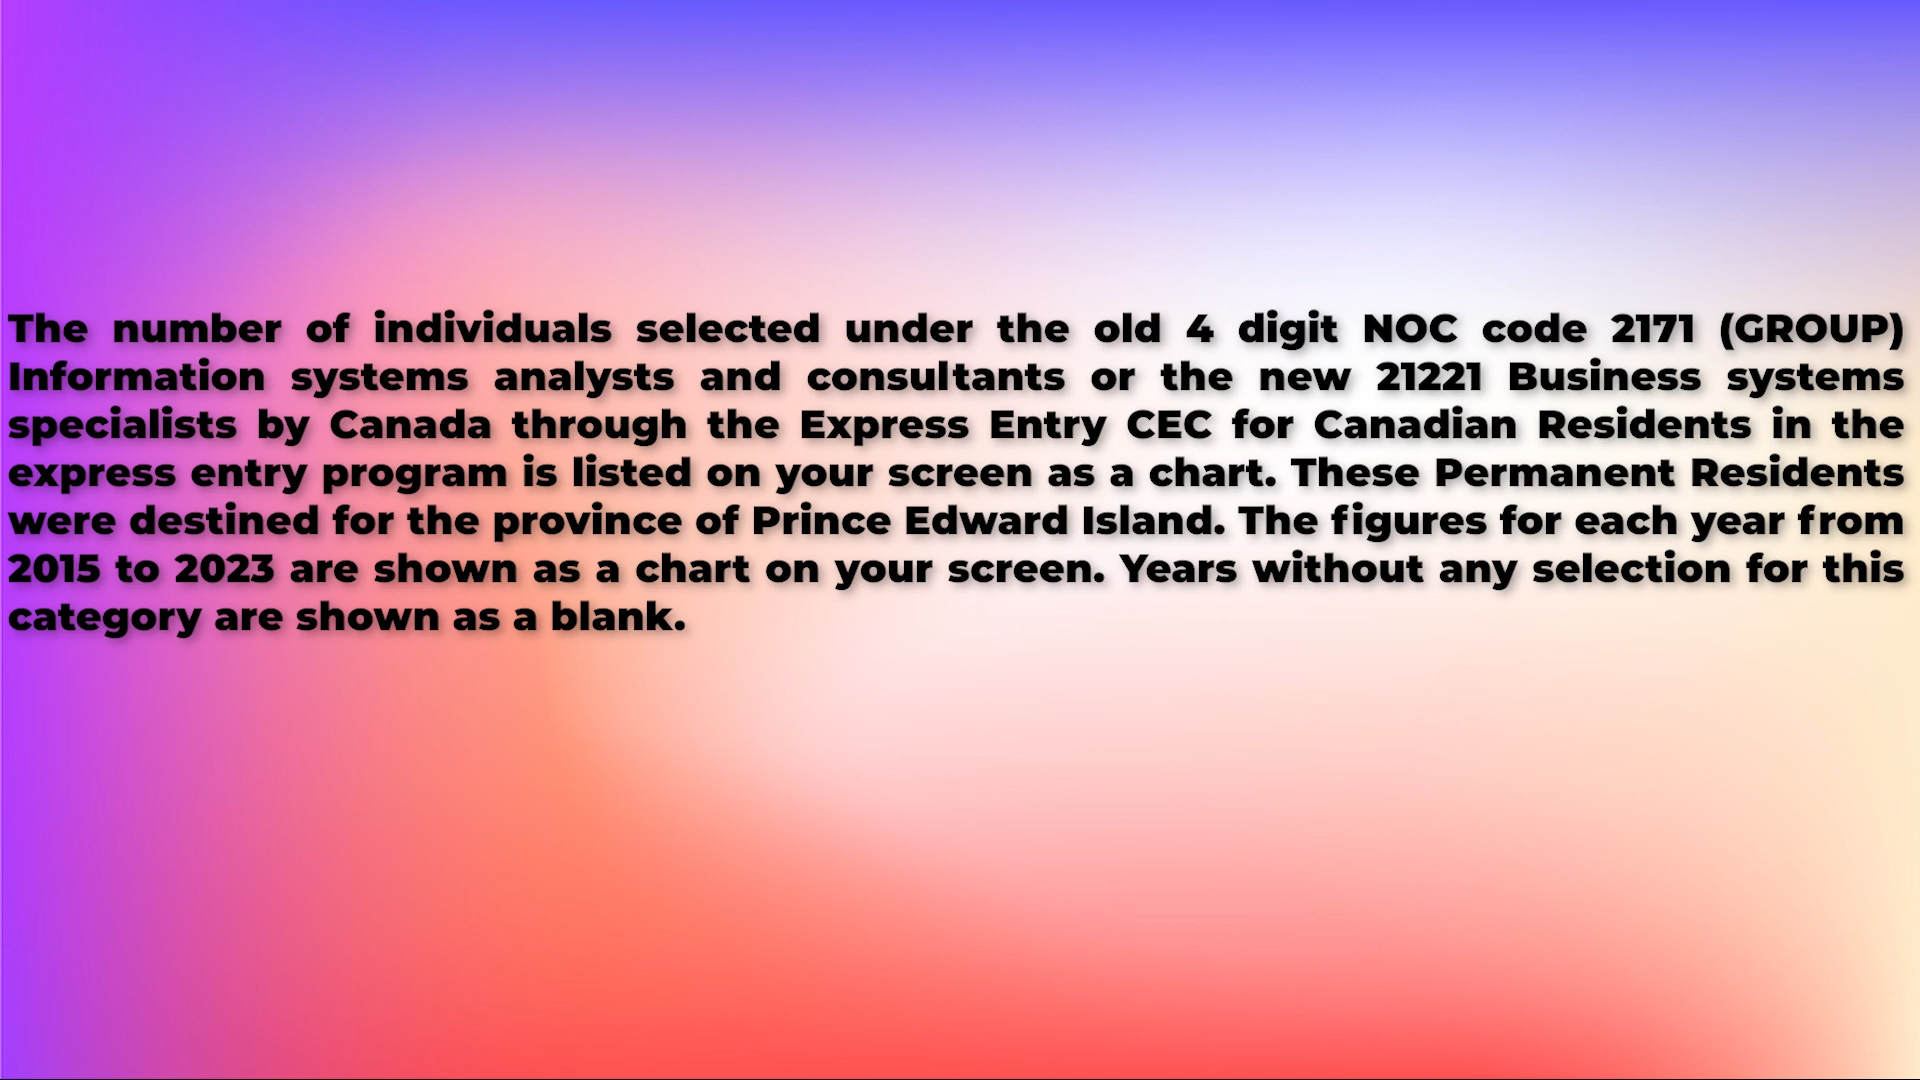 The number of individuals selected under the old 4 digit NOC code 2171 (GROUP)
Information systems analysts and consultants or the new 21221 Business systems
specialists by Canada through the Express Entry CEC for Canadian Residents in the
express entry program is listed on your screen as a chart. These Permanent Residents
were destined for the province of Prince Edward Island. The figures for each year from
2015 to 2023 are shown as a chart on your screen. Years without any selection for this
category are shown as a blank.